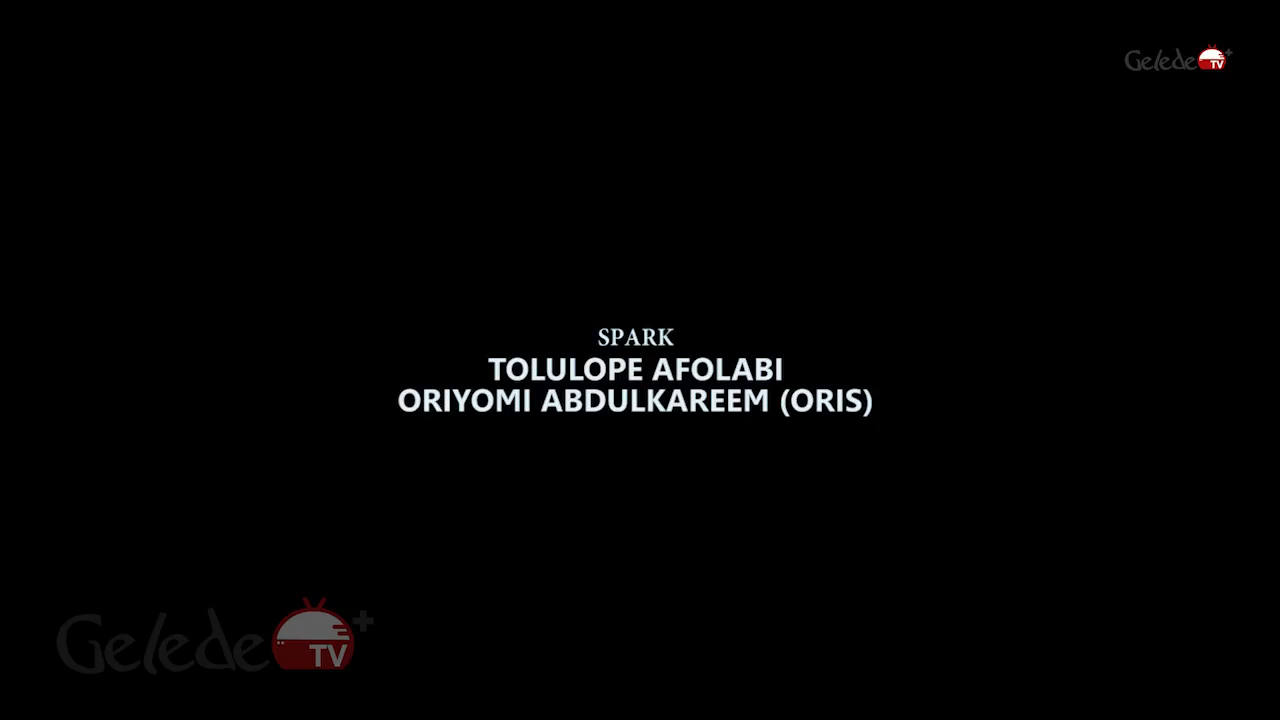 Gelede TV+
SPARK
TOLULOPE AFOLABI
ORIYOMI ABDULKAREEM (ORIS)
Gelede TV+